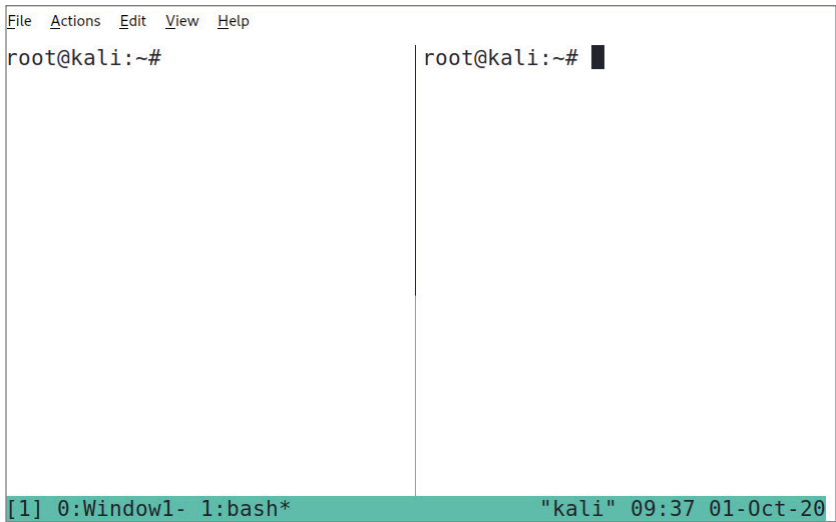 File Actions Edit View Help
root@kali:~# root@kali:~#
[1] 0:Window1- 1:bash* "kali" 09:37 01-Oct-20